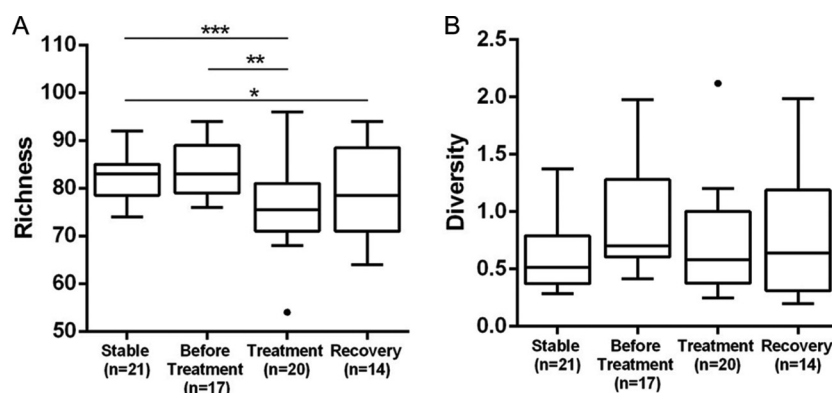 A
Richness
110
100
90
80
70
60
50
***
**
*
Stable
(n=21)
Before
Treatment
(n=17)
Treatment
(n=20)
Recovery
(n=14)
B
Diversity
2.5
2.0
1.5
1.0
0.5
0.0
Stable
(n=21)
Before
Treatment
(n=17)
Treatment
(n=20)
Recovery
(n=14)